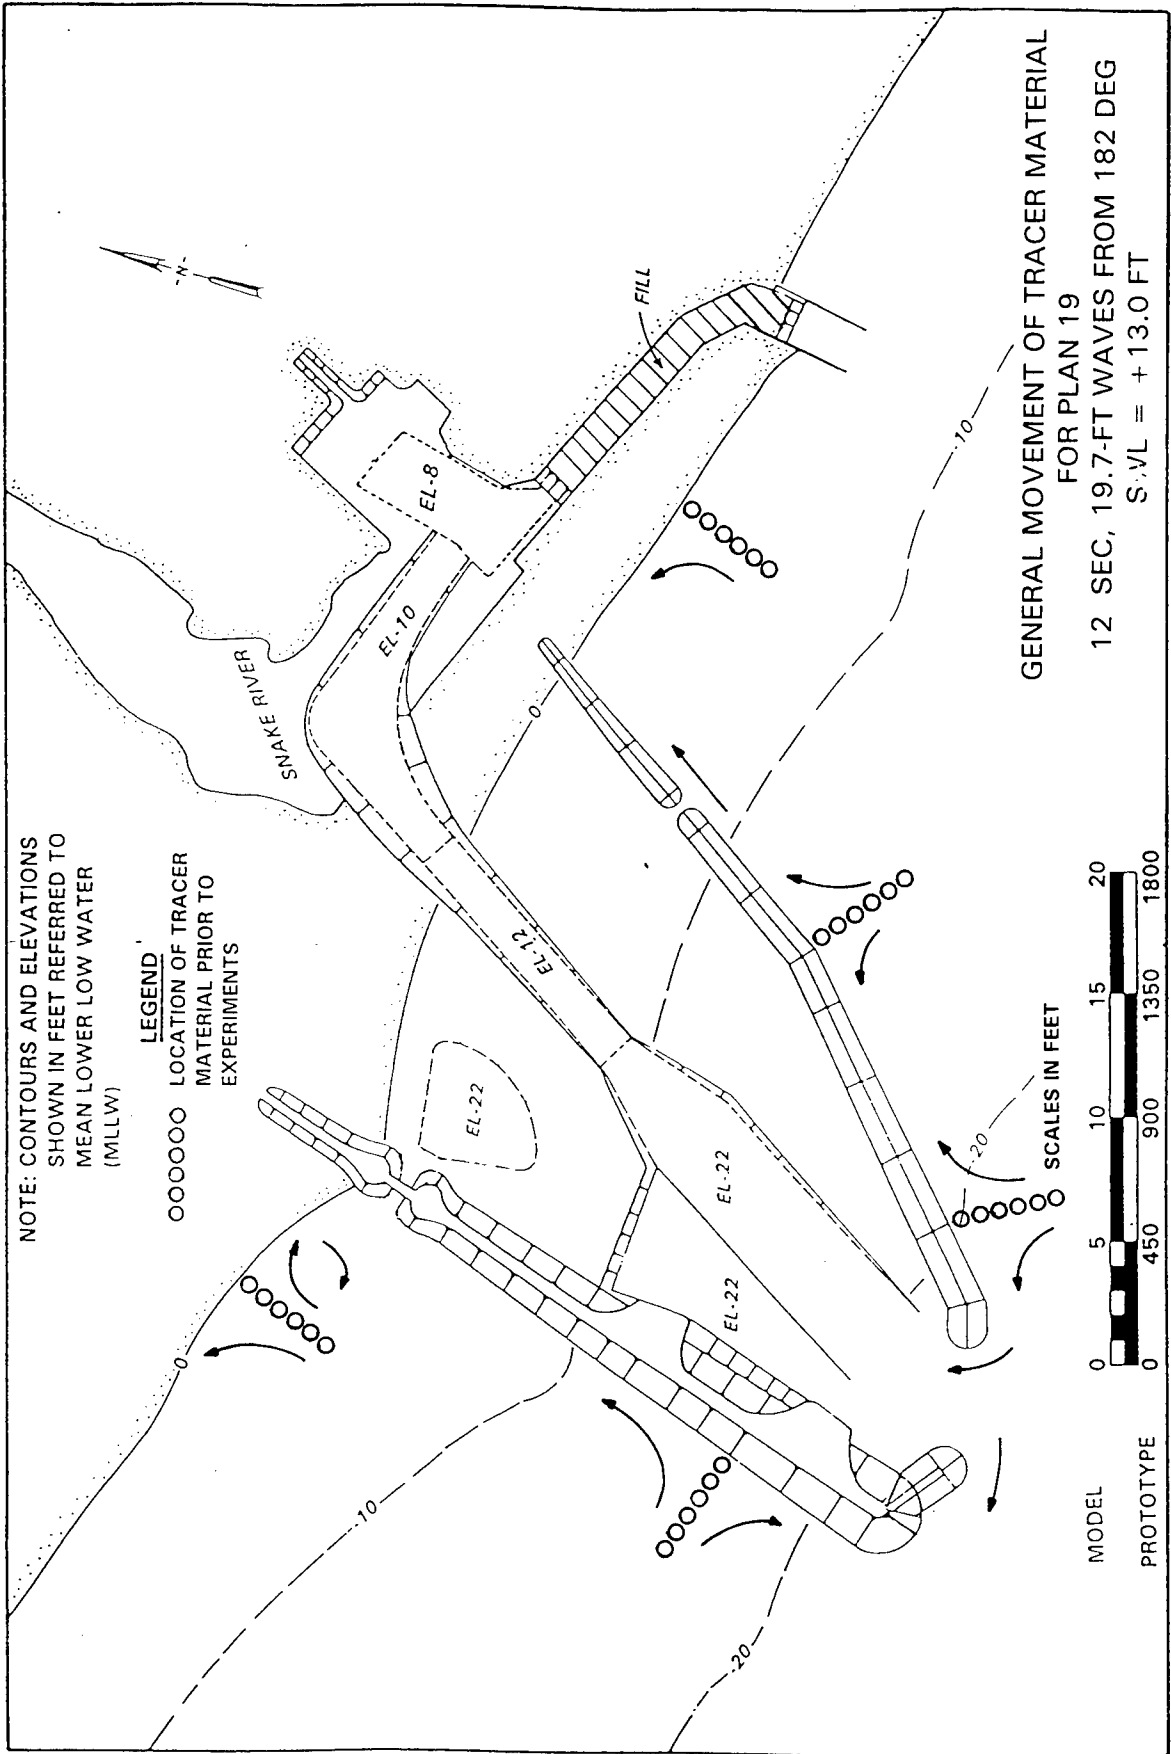 NOTE: CONTOURS AND ELEVATIONS
SHOWN IN FEET REFERRED TO
MEAN LOWER LOW WATER
(MLLW)
LEGEND
LOCATION OF TRACER
MATERIAL PRIOR TO
EXPERIMENTS
SNAKE RIVER
-N-
EL-8
EL-10
FILL
EL-12
EL-22
EL-22
EL-22
0
0
-10
-10
-20
-20
SCALES IN FEET
MODEL 0 5 10 15 20
PROTOTYPE 0 450 900 1350 1800
GENERAL MOVEMENT OF TRACER MATERIAL
FOR PLAN 19
12 SEC, 19.7-FT WAVES FROM 182 DEG
= +13.0 FT